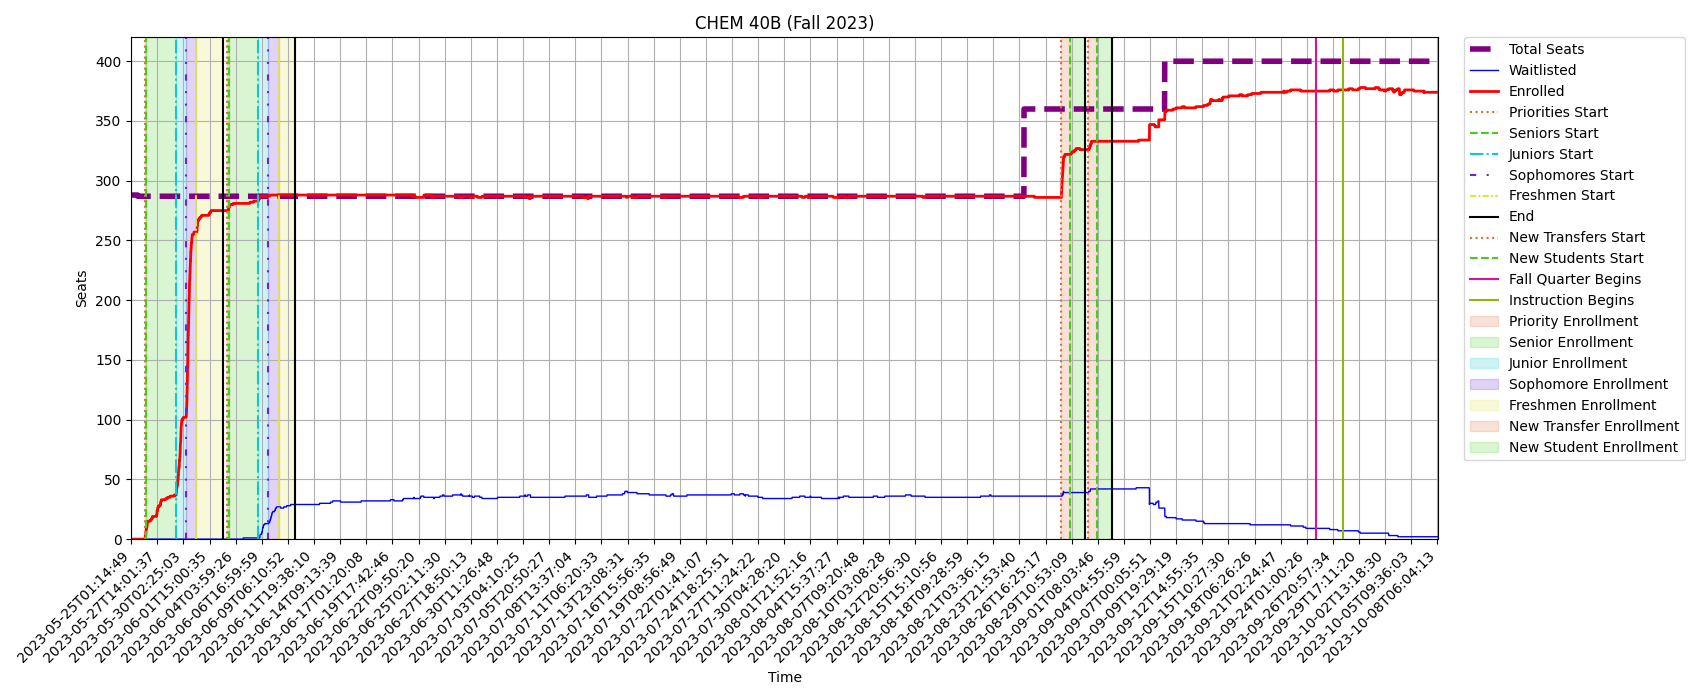 CHEM 40B (Fall 2023)
400
350
300
250
200
150
100
50
0
Seats
2023-05-25T01:14:49
2023-05-27T14:01:37
2023-05-30T02:25:03
2023-06-01T15:00:35
2023-06-04T03:59:26
2023-06-06T16:59:59
2023-06-09T06:10:52
2023-06-11T19:38:10
2023-06-14T09:13:39
2023-06-17T01:20:08
2023-06-19T17:42:46
2023-06-22T09:50:20
2023-06-25T02:11:30
2023-06-27T18:50:13
2023-06-30T11:26:48
2023-07-03T04:10:25
2023-07-05T20:50:27
2023-07-08T13:37:04
2023-07-11T06:20:33
2023-07-13T23:08:31
2023-07-16T15:56:35
2023-07-19T08:56:49
2023-07-22T01:41:07
2023-07-24T18:25:51
2023-07-27T11:24:22
2023-07-30T04:28:20
2023-08-01T21:52:16
2023-08-04T15:37:27
2023-08-07T09:20:48
2023-08-10T03:08:28
2023-08-12T20:56:30
2023-08-15T15:10:56
2023-08-18T09:28:59
2023-08-21T03:36:15
2023-08-23T21:53:40
2023-08-26T16:25:17
2023-08-29T10:53:09
2023-09-01T08:03:46
2023-09-04T04:55:59
2023-09-07T00:05:51
2023-09-09T19:29:19
2023-09-12T14:55:35
2023-09-15T10:27:30
2023-09-18T06:26:26
2023-09-21T02:24:47
2023-09-24T01:00:26
2023-09-26T20:57:34
2023-09-29T17:11:20
2023-10-02T13:18:30
2023-10-05T09:36:03
2023-10-08T06:04:13
Time
Total Seats
Waitlisted
Enrolled
Priorities Start
Seniors Start
Juniors Start
Sophomores Start
Freshmen Start
End
New Transfers Start
New Students Start
Fall Quarter Begins
Instruction Begins
Priority Enrollment
Senior Enrollment
Junior Enrollment
Sophomore Enrollment
Freshmen Enrollment
New Transfer Enrollment
New Student Enrollment